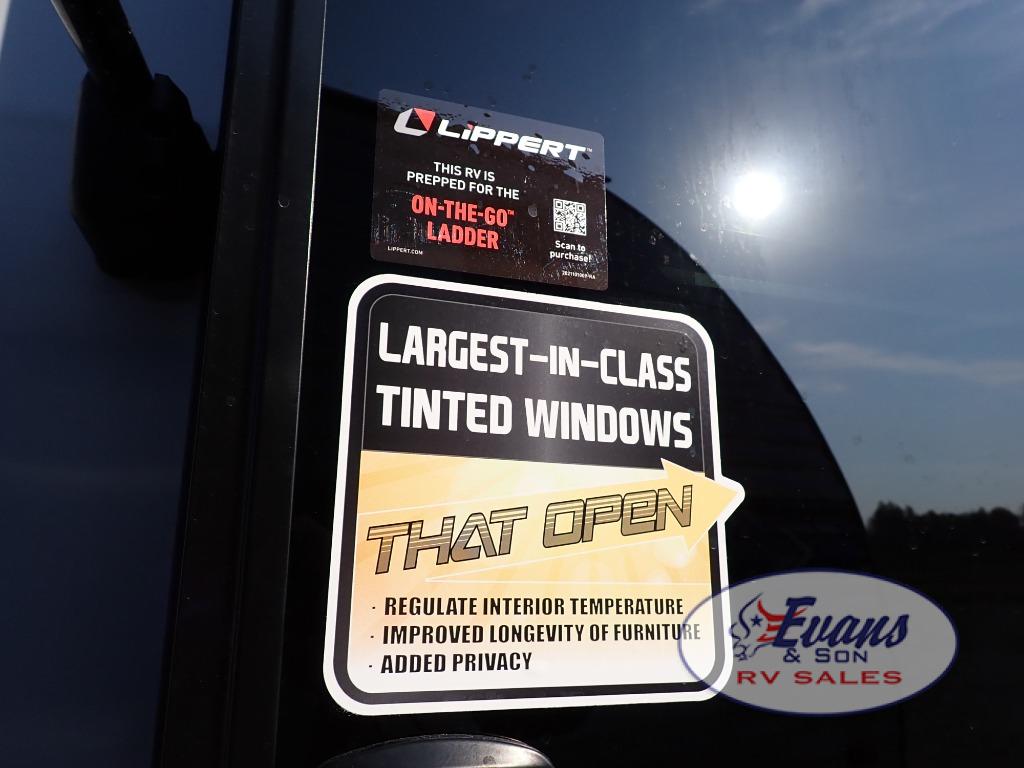 LIPPERT™
THIS RV IS
PREPPED FOR THE
ON-THE-GO™
LADDER
Scan to
purchase!
LIPPERT.COM
LARGEST-IN-CLASS
TINTED WINDOWS
THAT OPEN
· REGULATE INTERIOR TEMPERATURE
· IMPROVED LONGEVITY OF FURNITURE
· ADDED PRIVACY
Evans
& SON
RV SALES